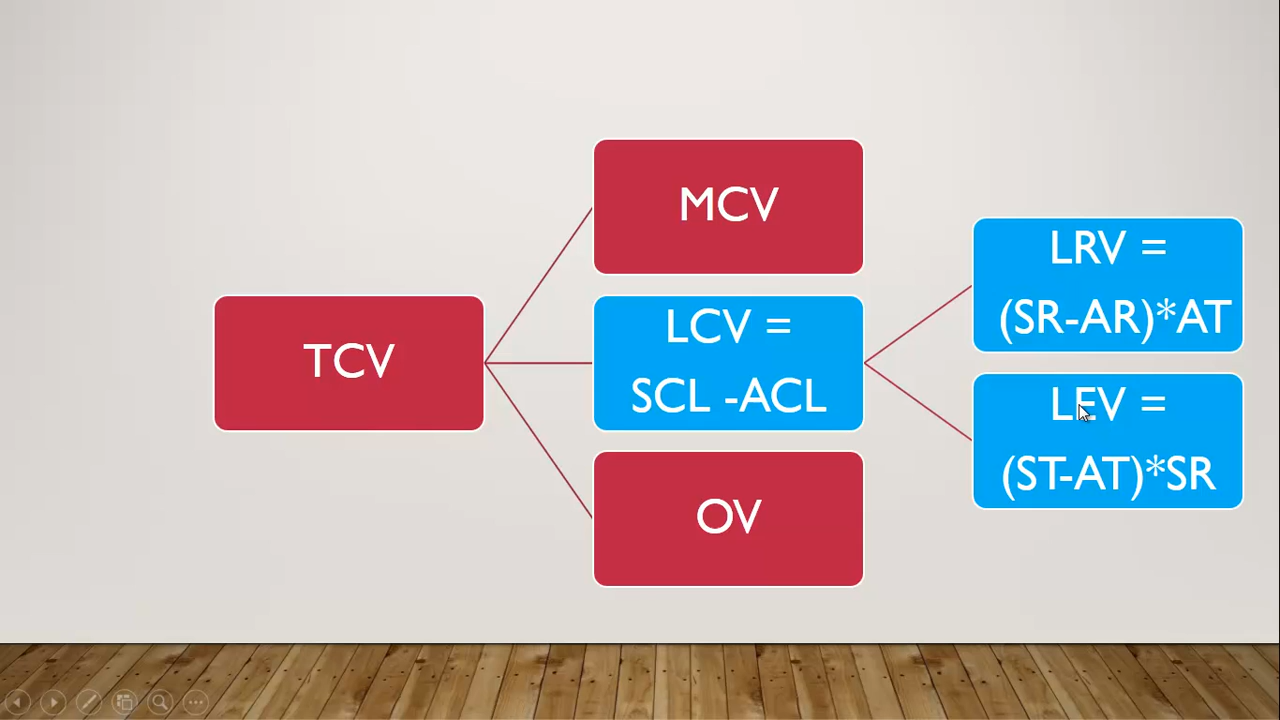 TCV
MCV
LCV =
SCL -ACL
OV
LRV =
(SR-AR)*AT
LEV =
(ST-AT)*SR